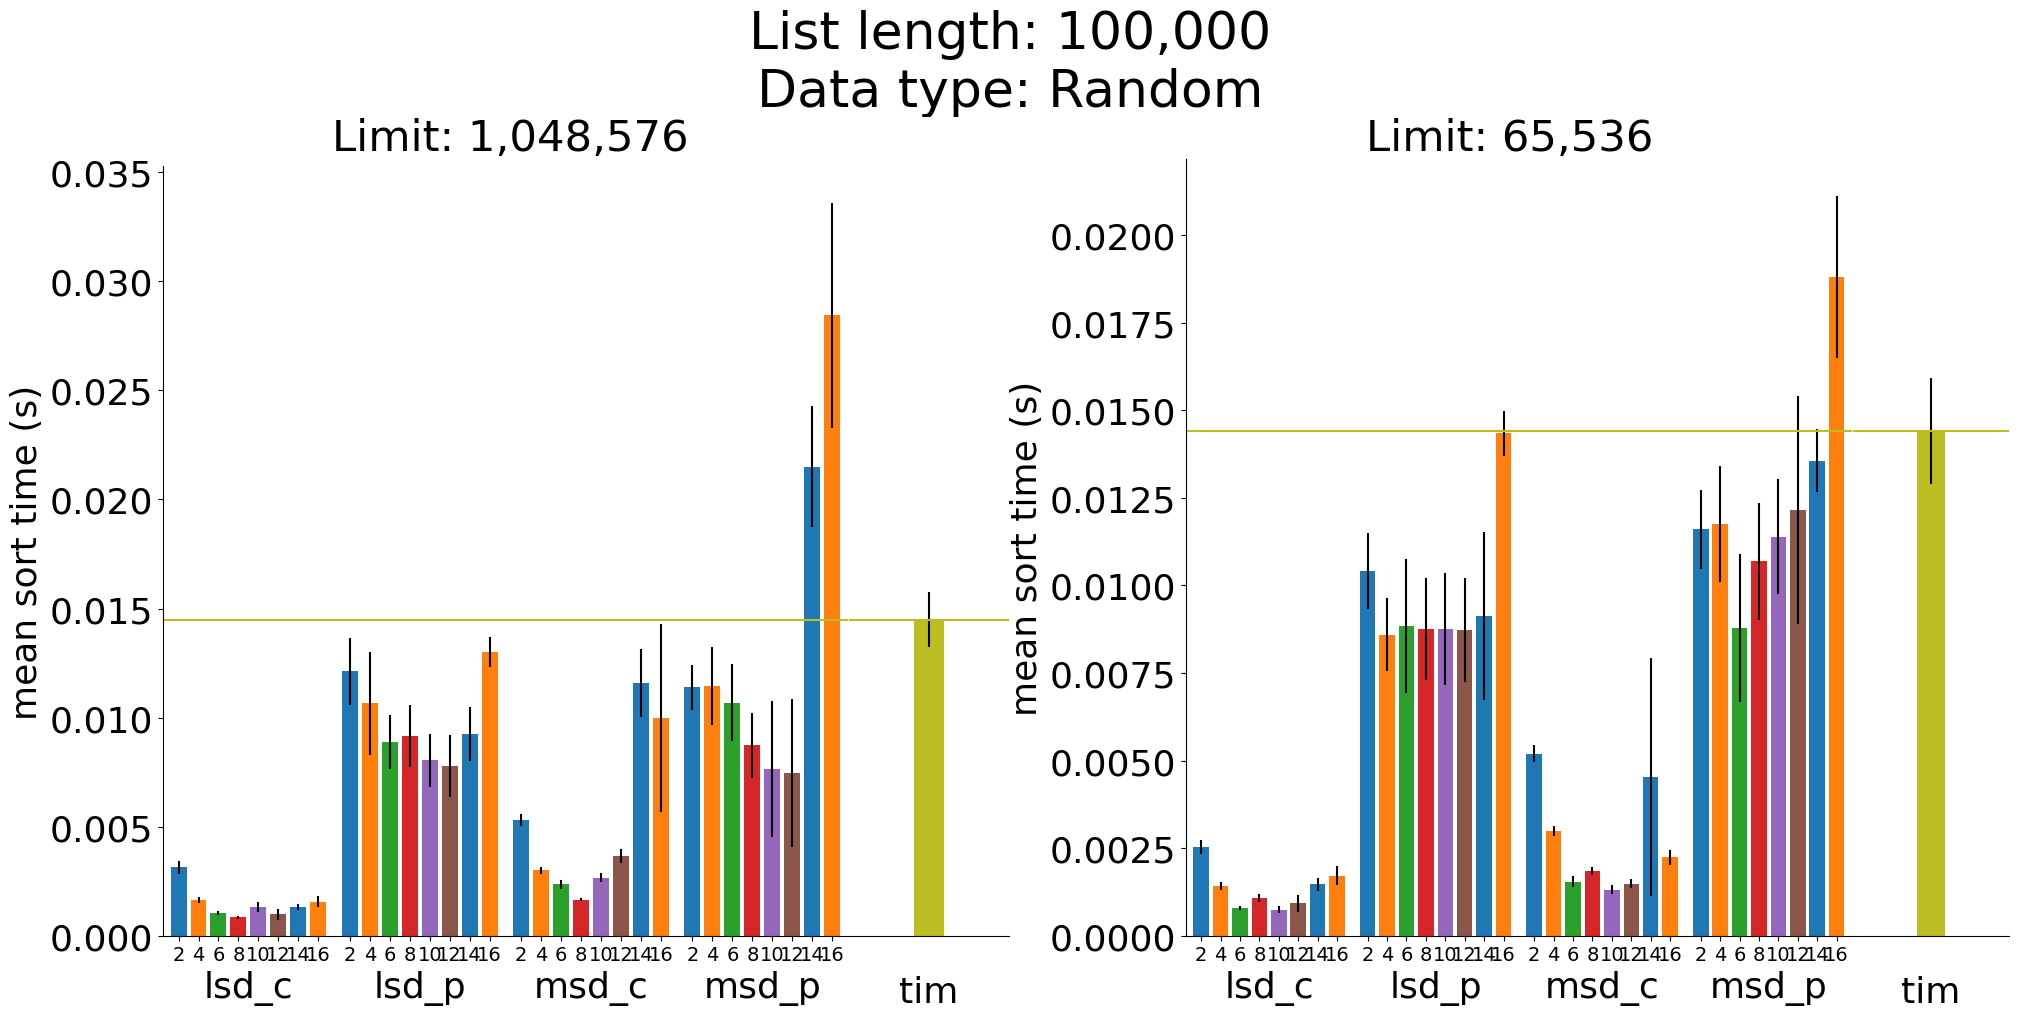 List length: 100,000
Data type: Random
Limit: 1,048,576
0.035
0.030
0.025
0.020
0.015
0.010
0.005
0.000
mean sort time (s)
2 4 6 8 10 12 14 16
2 4 6 8 10 12 14 16
2 4 6 8 10 12 14 16
2 4 6 8 10 12 14 16
lsd_c
lsd_p
msd_c
msd_p
tim
Limit: 65,536
0.0200
0.0175
0.0150
0.0125
0.0100
0.0075
0.0050
0.0025
0.0000
mean sort time (s)
2 4 6 8 10 12 14 16
2 4 6 8 10 12 14 16
2 4 6 8 10 12 14 16
2 4 6 8 10 12 14 16
lsd_c
lsd_p
msd_c
msd_p
tim